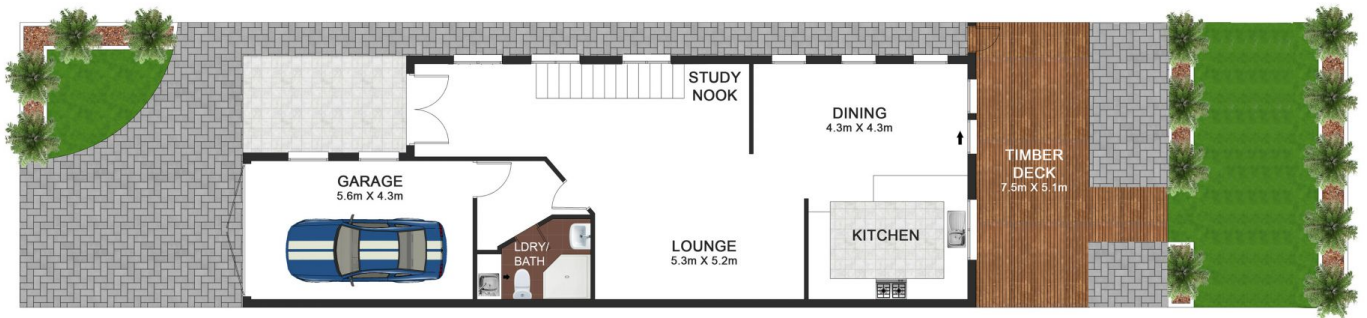 STUDY
NOOK
DINING
4.3m X 4.3m
TIMBER
DECK
7.5m X 5.1m
GARAGE
5.6m X 4.3m
LDRY/
BATH
LOUNGE
5.3m X 5.2m
KITCHEN